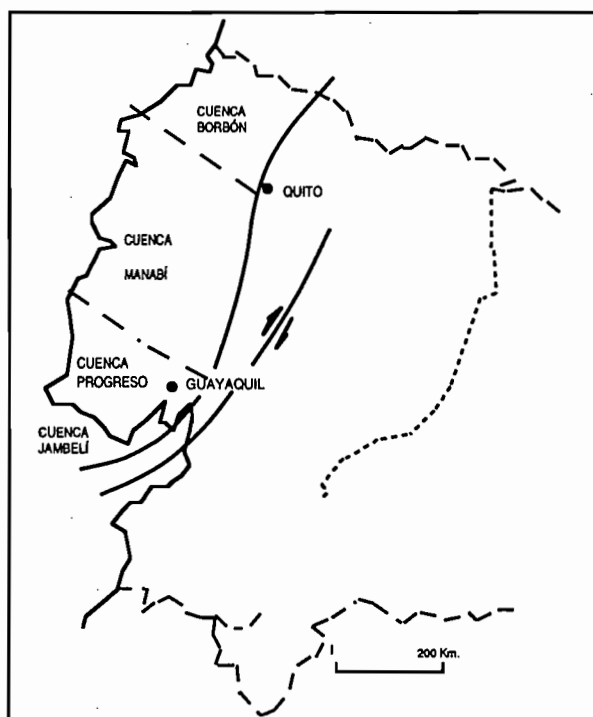 CUENCA
BORBÓN
QUITO
CUENCA
MANABÍ
CUENCA
PROGRESO
GUAYAQUIL
CUENCA
JAMBELÍ
200 Km.